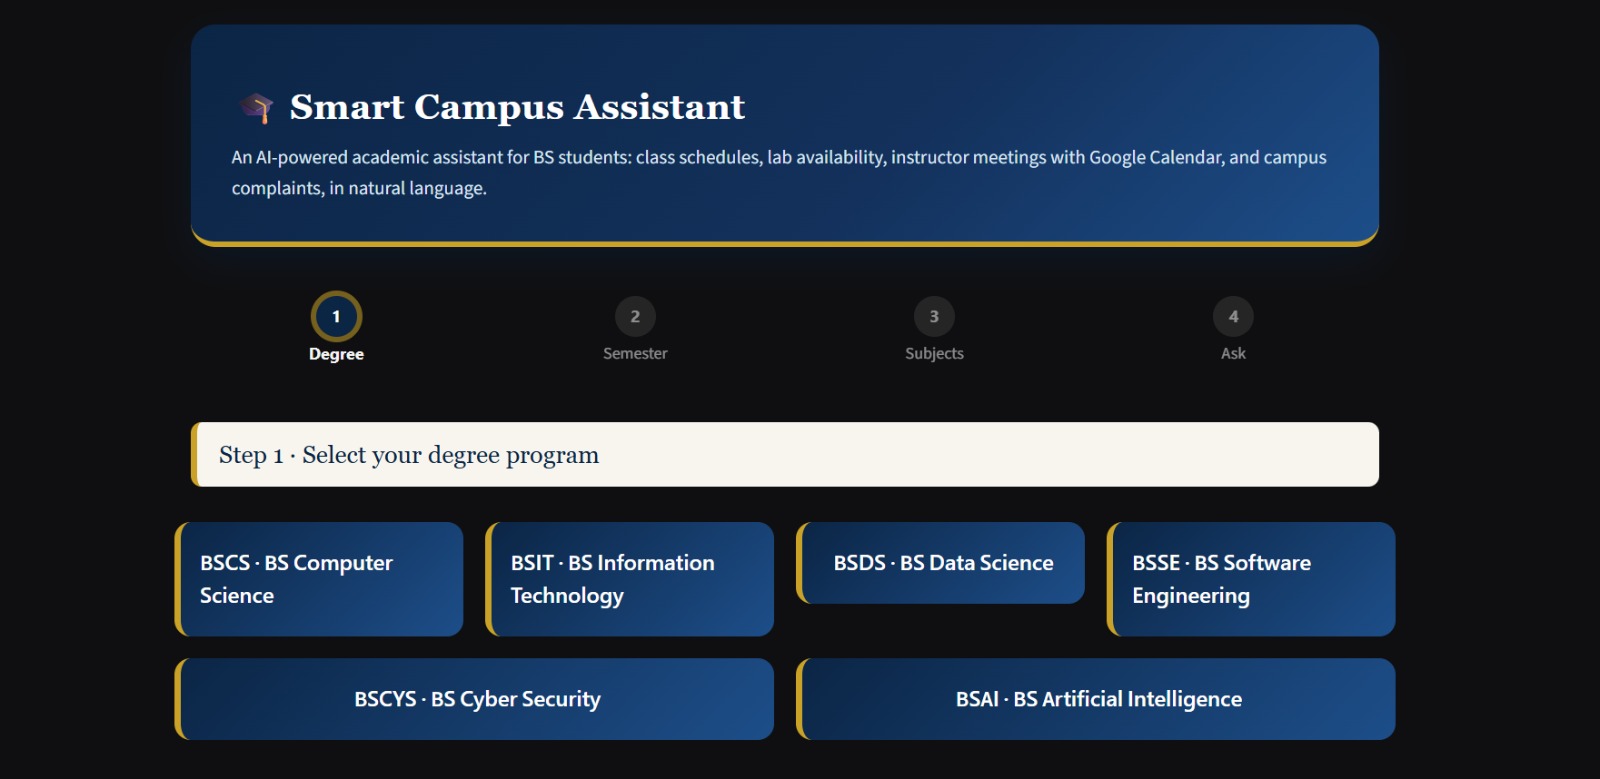 Smart Campus Assistant
An AI-powered academic assistant for BS students: class schedules, lab availability, instructor meetings with Google Calendar, and campus
complaints, in natural language.
1
Degree
2
Semester
3
Subjects
4
Ask
Step 1 · Select your degree program
BSCS · BS Computer
Science
BSIT · BS Information
Technology
BSDS · BS Data Science
BSSE · BS Software
Engineering
BSCYS · BS Cyber Security
BSAI · BS Artificial Intelligence